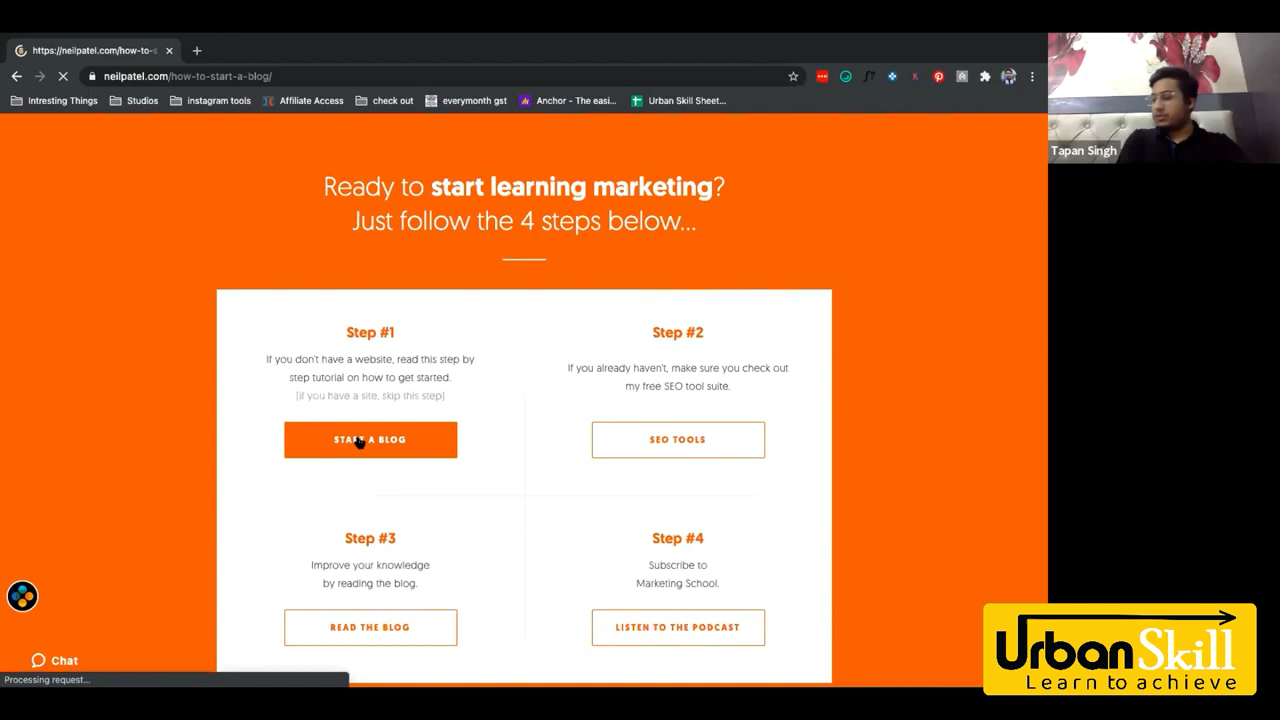 https://neilpatel.com/how-to-s
neilpatel.com/how-to-start-a-blog/
Intresting Things
Studios
instagram tools
Affiliate Access
check out
everymonth gst
Anchor - The easi...
Urban Skill Sheet...
Tapan Singh
Ready to start learning marketing?
Just follow the 4 steps below...
Step #1
If you don't have a website, read this step by
step tutorial on how to get started.
(if you have a site, skip this step)
START A BLOG
Step #2
If you already haven't, make sure you check out
my free SEO tool suite.
SEO TOOLS
Step #3
Improve your knowledge
by reading the blog.
READ THE BLOG
Step #4
Subscribe to
Marketing School.
LISTEN TO THE PODCAST
Chat
Processing request...
UrbanSkill
Learn to achieve